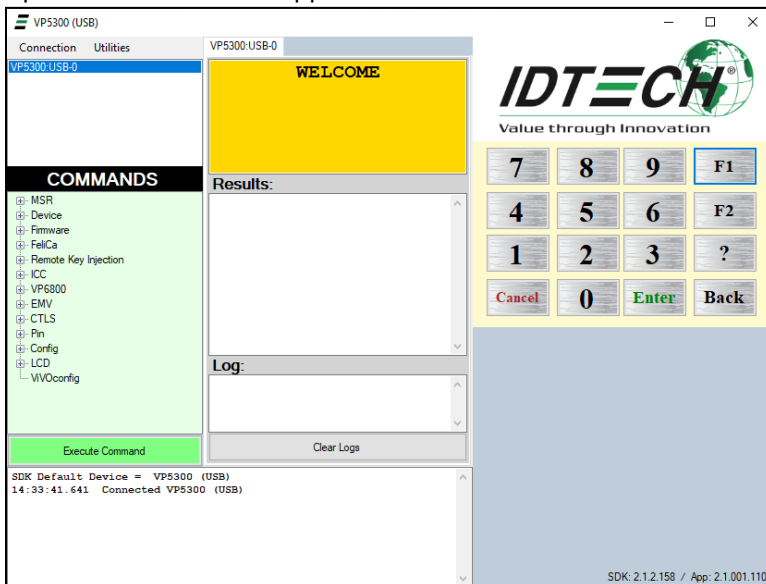 VP5300 (USB)
Connection Utilities
VP5300:USB-0
VP5300:USB-0
WELCOME
IDTECH®
Value through Innovation
COMMANDS
MSR
Device
Firmware
FeliCa
Remote Key Injection
ICC
VP6800
EMV
CTLS
Pin
Config
LCD
ViVOconfig
Execute Command
Results:
Log:
Clear Logs
7 8 9 F1
4 5 6 F2
1 2 3 ?
Cancel 0 Enter Back
SDK Default Device = VP5300 (USB)
14:33:41.641 Connected VP5300 (USB)
SDK: 2.1.2.158 / App: 2.1.001.110